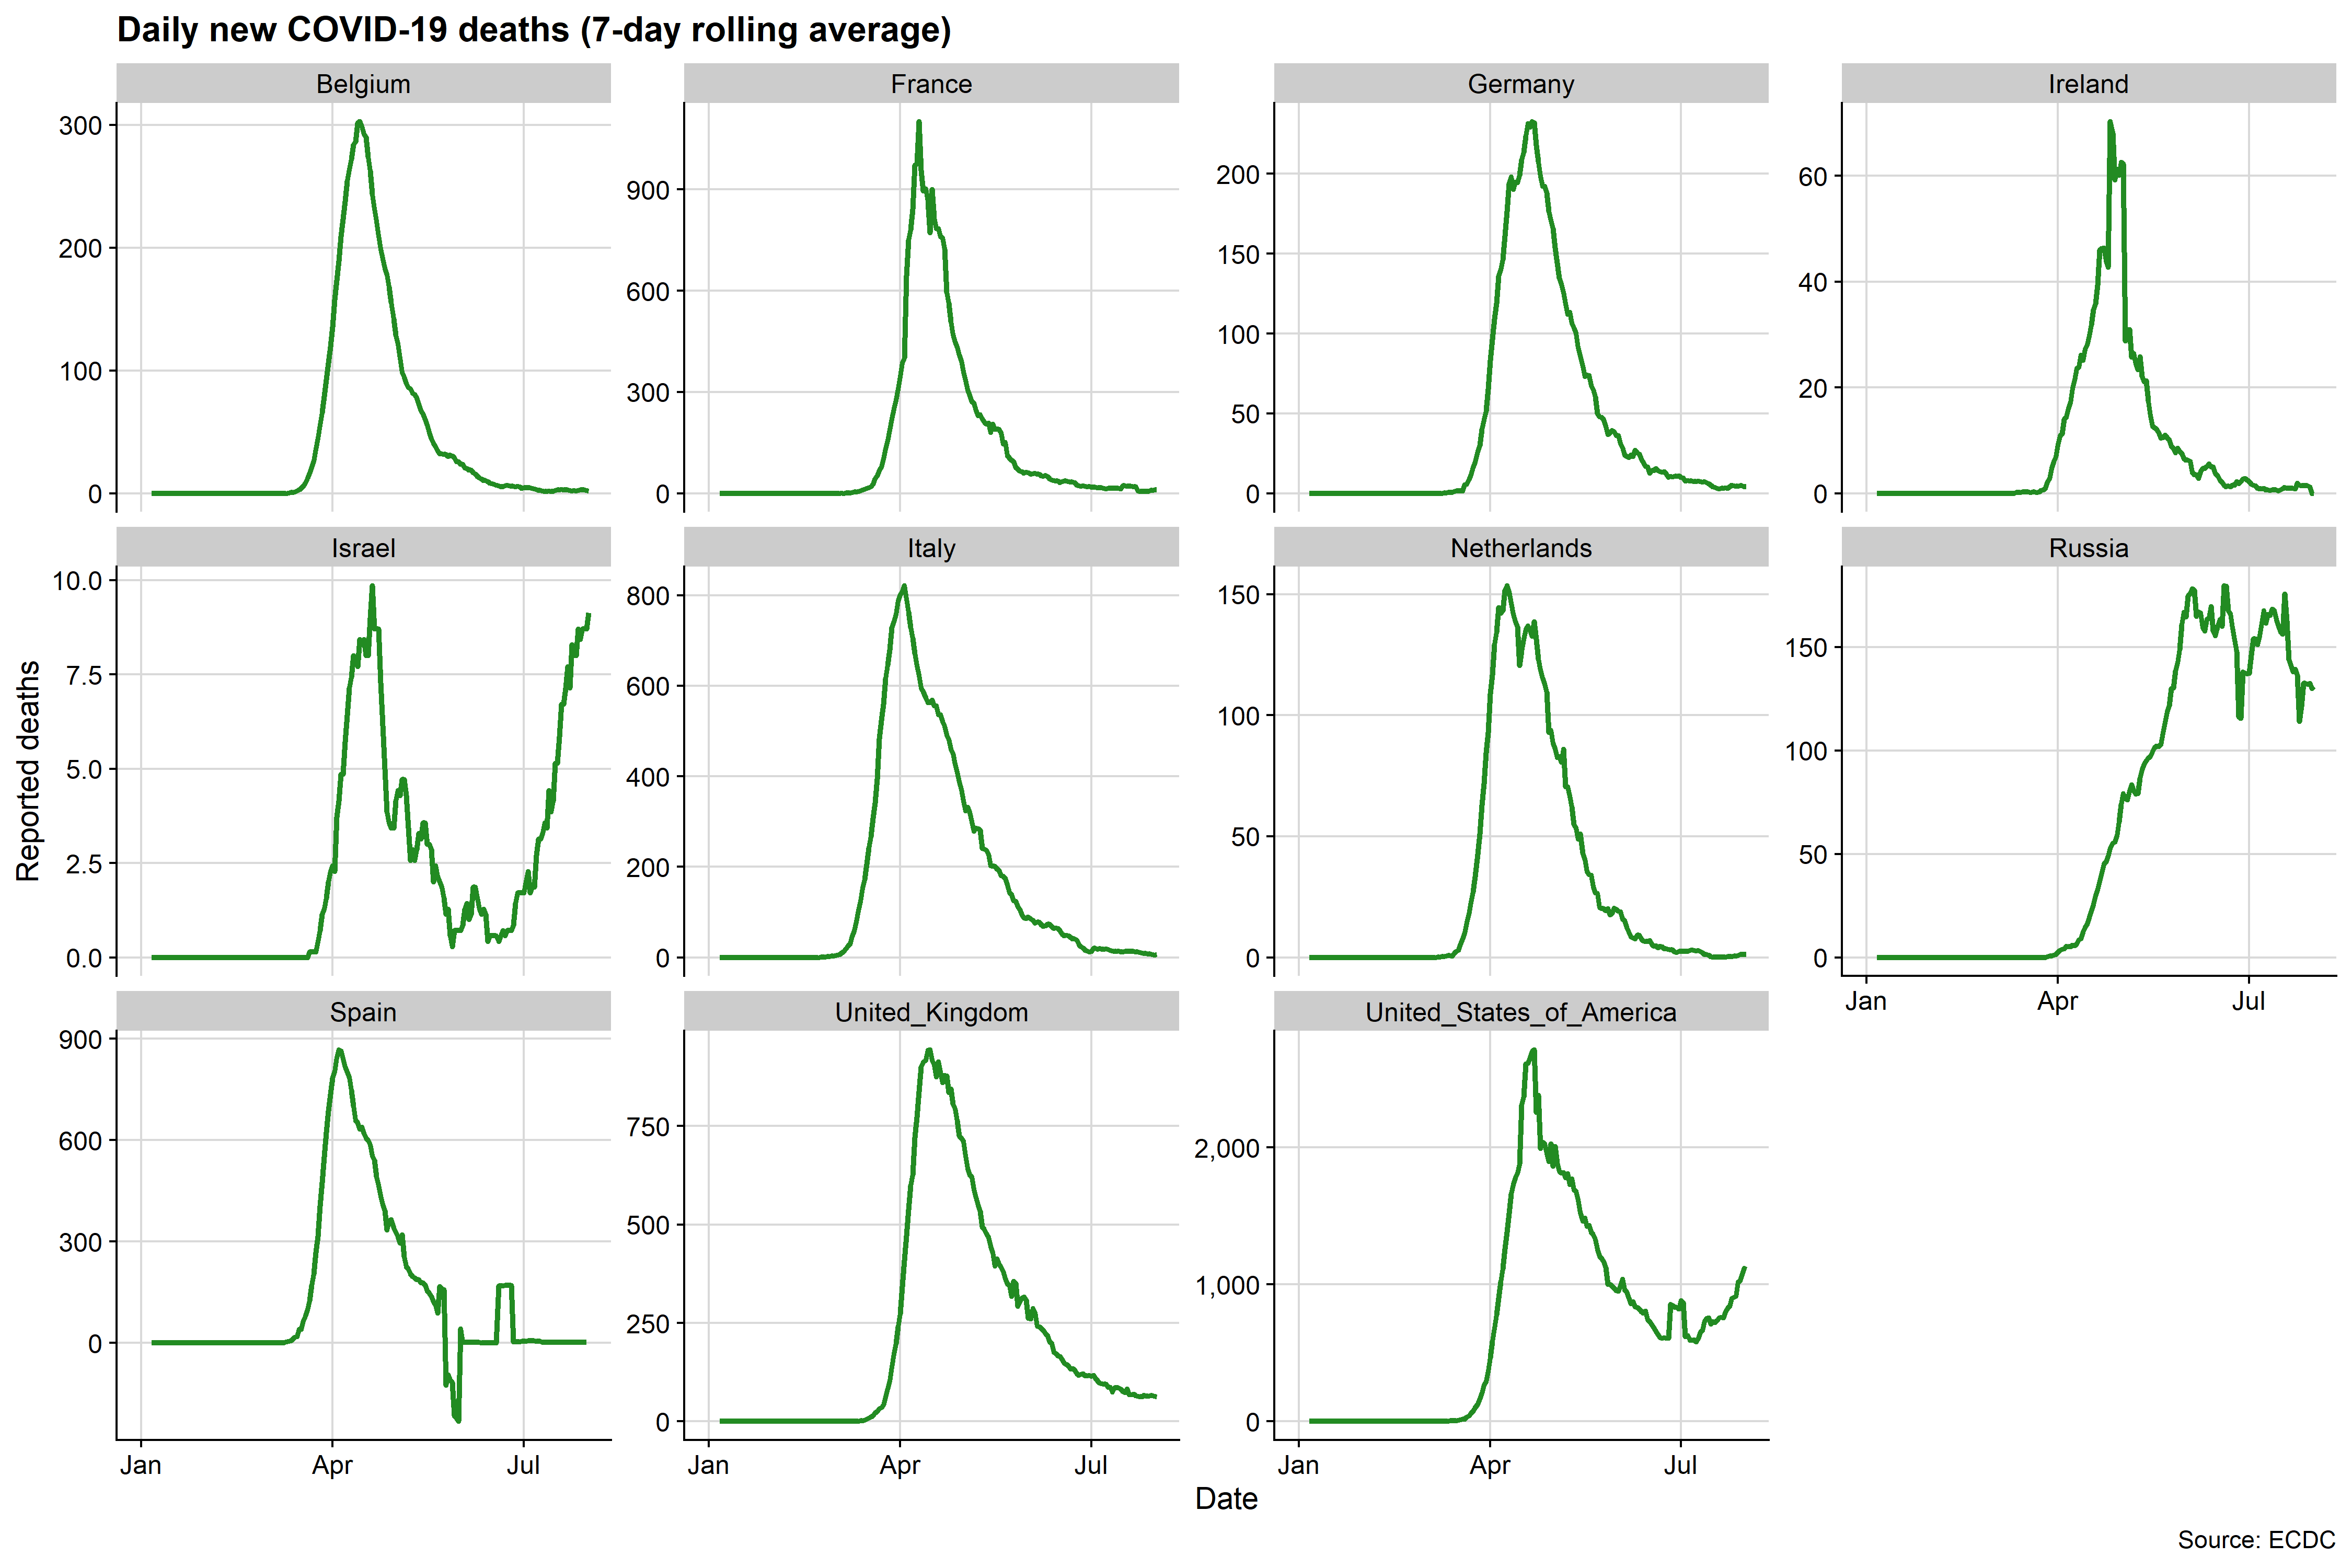 Daily new COVID-19 deaths (7-day rolling average)
Belgium
France
Germany
Ireland
300
200
100
0
900
600
300
0
200
150
100
50
0
60
40
20
0
Israel
Italy
Netherlands
Russia
10.0
7.5
5.0
2.5
0.0
800
600
400
200
0
150
100
50
0
150
100
50
0
Jan Apr Jul
Reported deaths
Spain
United_Kingdom
United_States_of_America
900
600
300
0
750
500
250
0
2,000
1,000
0
Jan Apr Jul
Jan Apr Jul
Jan Apr Jul
Date
Source: ECDC